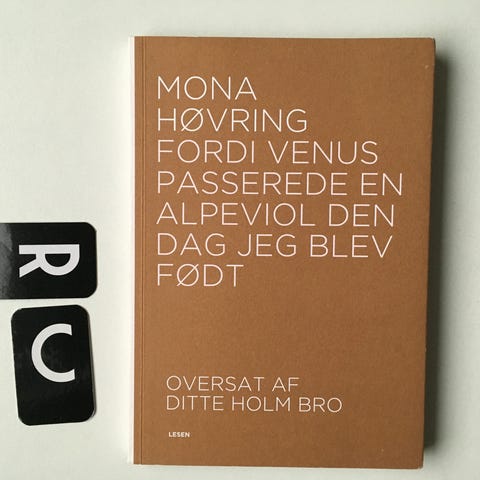 MONA
HØVRING
FORDI VENUS
PASSEREDE EN
ALPEVIOL DEN
DAG JEG BLEV
FØDT
OVERSAT AF
DITTE HOLM BRO
LESEN
R
C